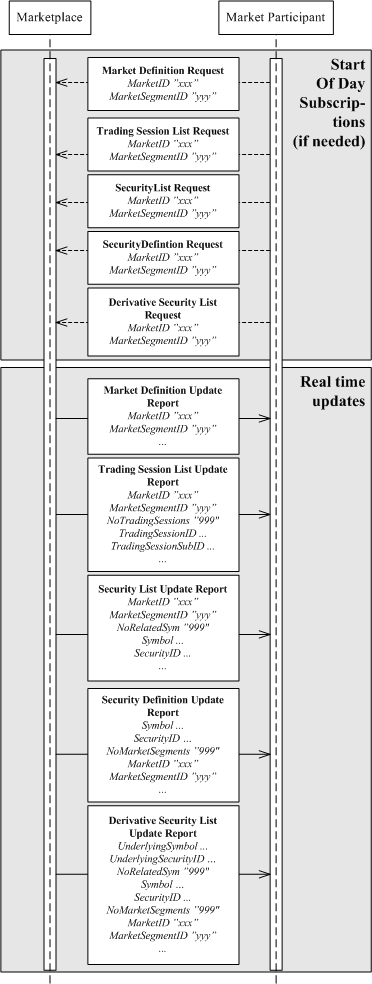 Marketplace
Market Participant
Start
Of Day
Subscrip-
tions
(if needed)
Market Definition Request
MarketID "xxx"
MarketSegmentID "yyy"
Trading Session List Request
MarketID "xxx"
MarketSegmentID "yyy"
SecurityList Request
MarketID "xxx"
MarketSegmentID "yyy"
SecurityDefintion Request
MarketID "xxx"
MarketSegmentID "yyy"
Derivative Security List
Request
MarketID "xxx"
MarketSegmentID "yyy"
Real time
updates
Market Definition Update
Report
MarketID "xxx"
MarketSegmentID "yyy"
...
Trading Session List Update
Report
MarketID "xxx"
MarketSegmentID "yyy"
NoTradingSessions "999"
TradingSessionID ...
TradingSessionSubID ...
...
Security List Update Report
MarketID "xxx"
MarketSegmentID "yyy"
NoRelatedSym "999"
Symbol ...
SecurityID ...
...
Security Definition Update
Report
Symbol ...
SecurityID ...
NoMarketSegments "999"
MarketID "xxx"
MarketSegmentID "yyy"
...
Derivative Security List
Update Report
UnderlyingSymbol ...
UnderlyingSecurityID ...
NoRelatedSym "999"
Symbol ...
SecurityID ...
NoMarketSegments "999"
MarketID "xxx"
MarketSegmentID "yyy"
...